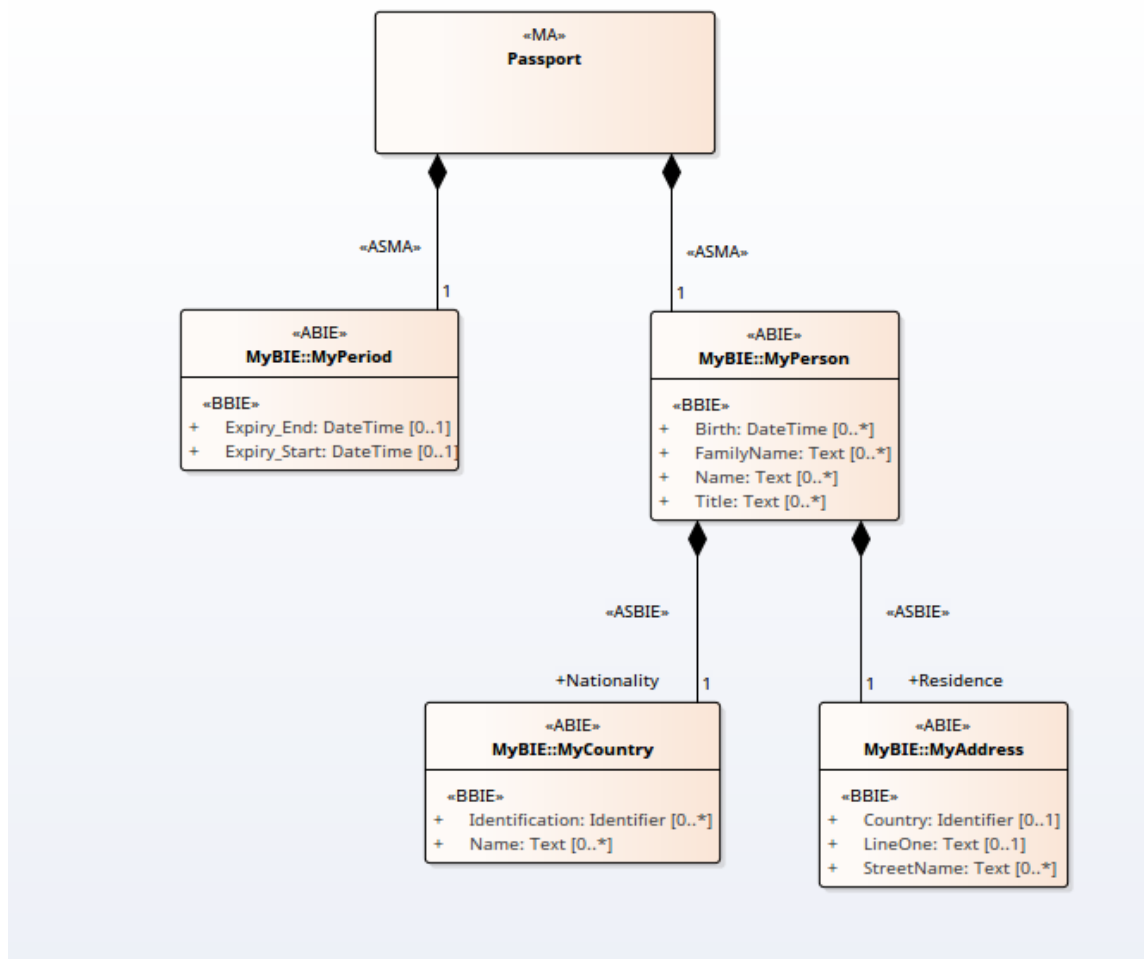 «MA»
Passport
«ASMA»
«ASMA»
1
1
«ABIE»
MyBIE::MyPeriod
«BBIE»
+ Expiry_End: DateTime [0..1]
+ Expiry_Start: DateTime [0..1]
«ABIE»
MyBIE::MyPerson
«BBIE»
+ Birth: DateTime [0..*]
+ FamilyName: Text [0..*]
+ Name: Text [0..*]
+ Title: Text [0..*]
«ASBIE»
«ASBIE»
+Nationality
1
1
+Residence
«ABIE»
MyBIE::MyCountry
«BBIE»
+ Identification: Identifier [0..*]
+ Name: Text [0..*]
«ABIE»
MyBIE::MyAddress
«BBIE»
+ Country: Identifier [0..1]
+ LineOne: Text [0..1]
+ StreetName: Text [0..*]